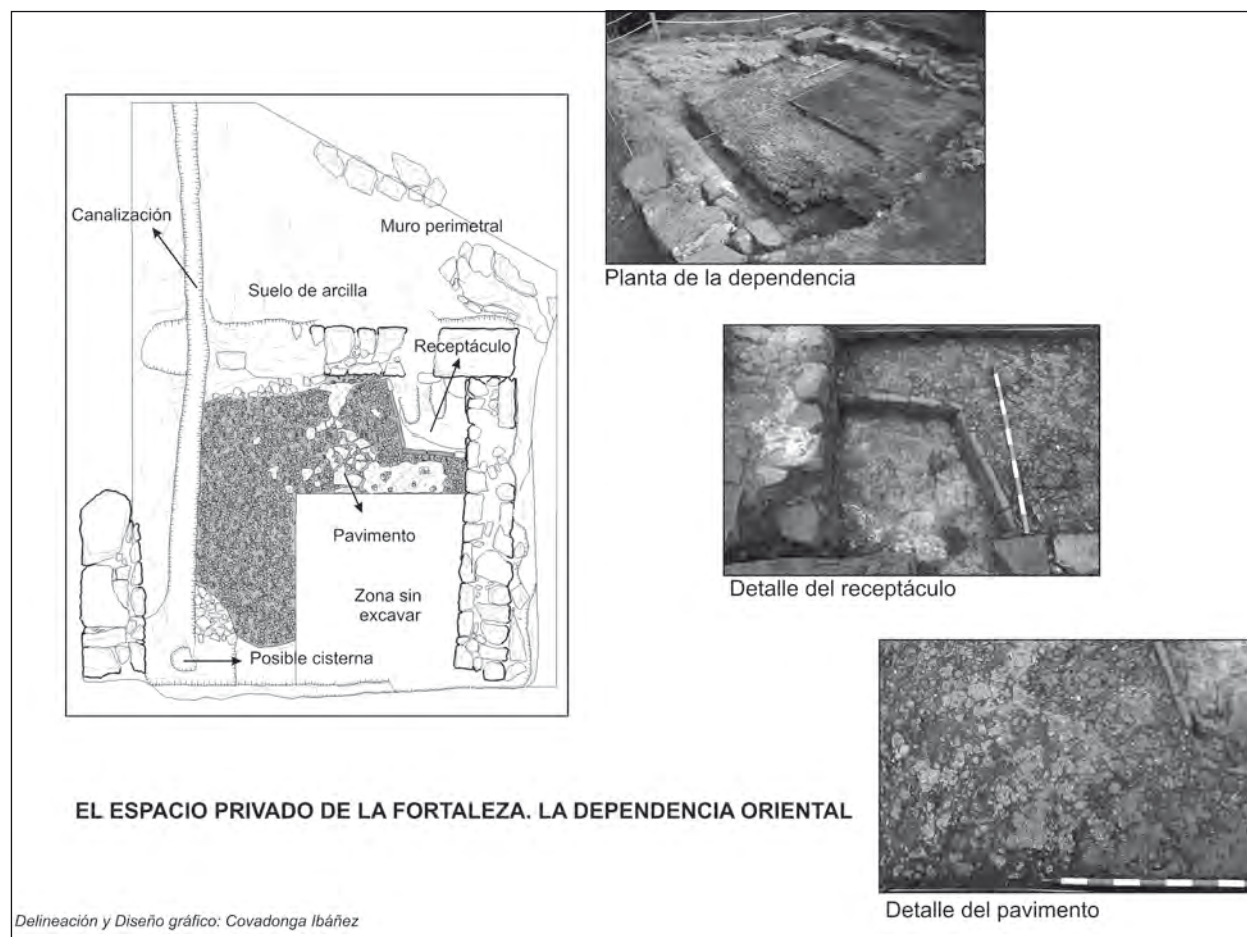 Canalización
Muro perimetral
Suelo de arcilla
Receptáculo
Pavimento
Zona sin
excavar
Posible cisterna
Planta de la dependencia
Detalle del receptáculo
Detalle del pavimento
EL ESPACIO PRIVADO DE LA FORTALEZA. LA DEPENDENCIA ORIENTAL
Delineación y Diseño gráfico: Covadonga Ibáñez